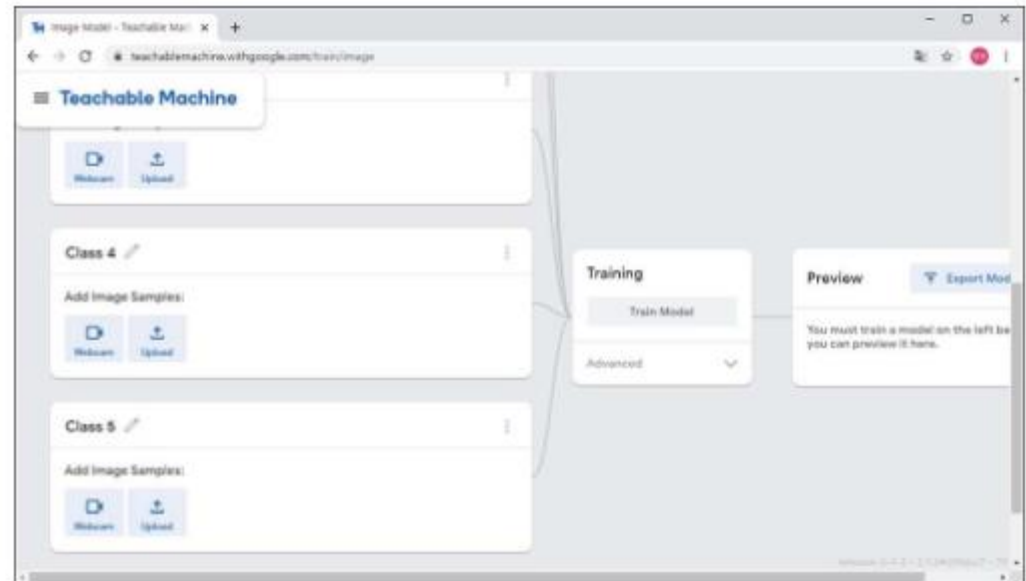 Image Model - Teachable Mac
teachablemachine.withgoogle.com/train/image
Teachable Machine
Webcam Upload
Class 4
Add Image Samples:
Webcam Upload
Class 5
Add Image Samples:
Webcam Upload
Training
Train Model
Advanced
Preview
Export Mod
You must train a model on the left be
you can preview it here.